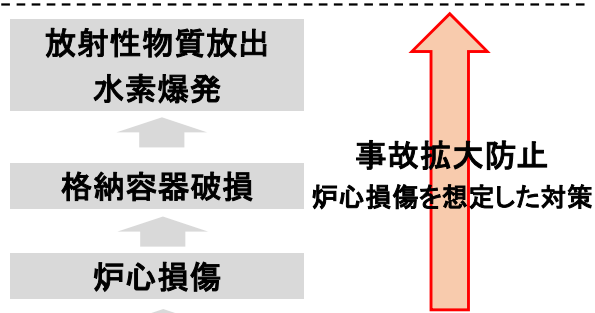 放射性物質放出
水素爆発
格納容器破損
炉心損傷
事故拡大防止
炉心損傷を想定した対策